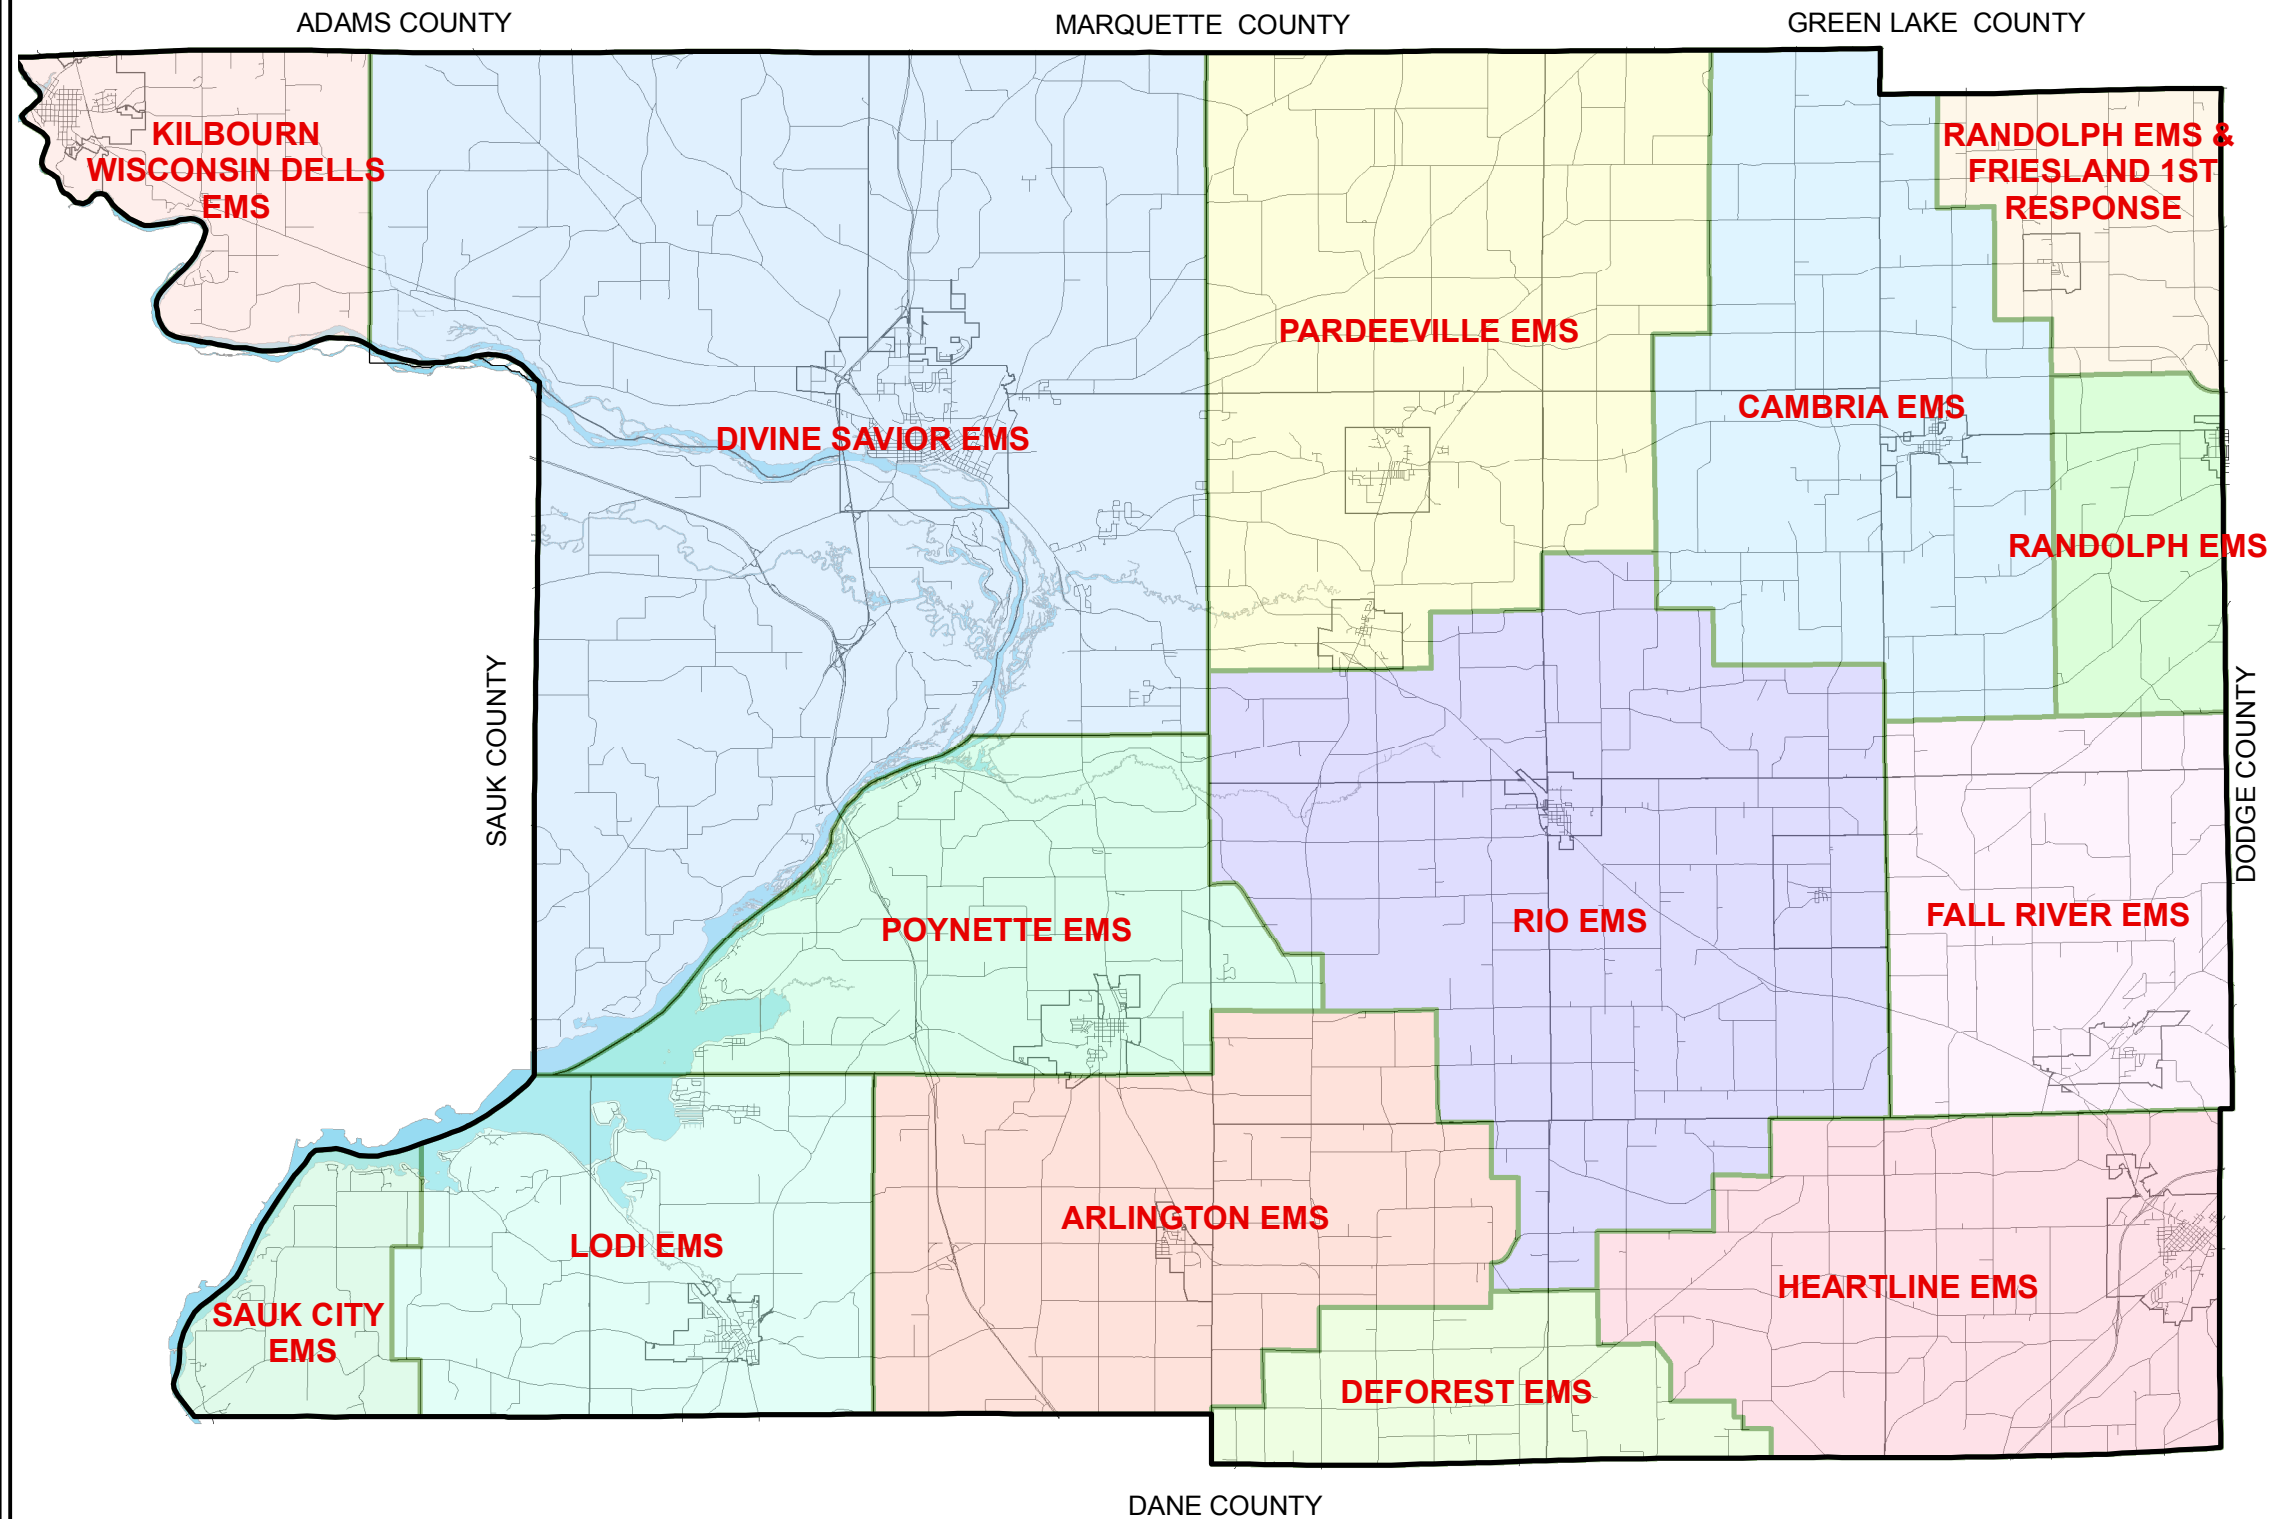 ADAMS COUNTY
MARQUETTE COUNTY
GREEN LAKE COUNTY
KILBOURN
WISCONSIN DELLS
EMS
RANDOLPH EMS &
FRIESLAND 1ST
RESPONSE
PARDEEVILLE EMS
CAMBRIA EMS
DIVINE SAVIOR EMS
RANDOLPH EMS
SAUK COUNTY
DODGE COUNTY
POYNETTE EMS
RIO EMS
FALL RIVER EMS
ARLINGTON EMS
LODI EMS
HEARTLINE EMS
SAUK CITY
EMS
DEFOREST EMS
DANE COUNTY